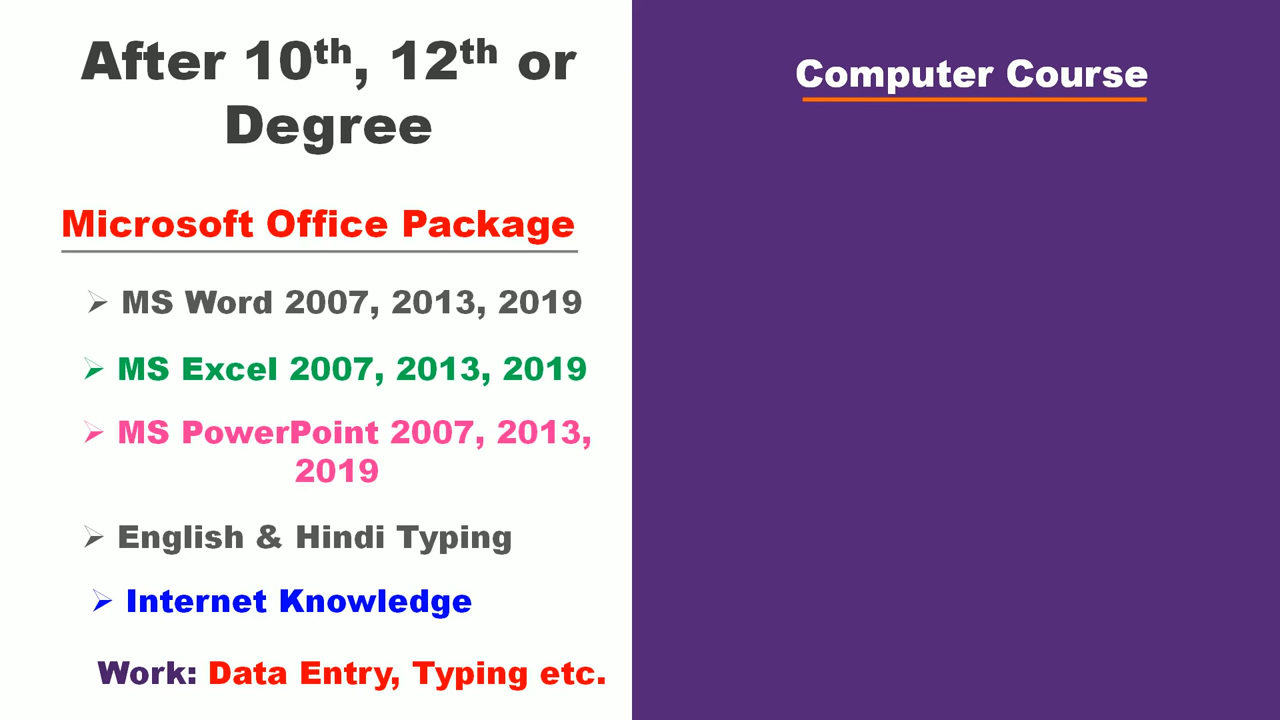 After 10th, 12th or
Degree
Microsoft Office Package
➢ MS Word 2007, 2013, 2019
➢ MS Excel 2007, 2013, 2019
➢ MS PowerPoint 2007, 2013,
2019
➢ English & Hindi Typing
➢ Internet Knowledge
Work: Data Entry, Typing etc.
Computer Course